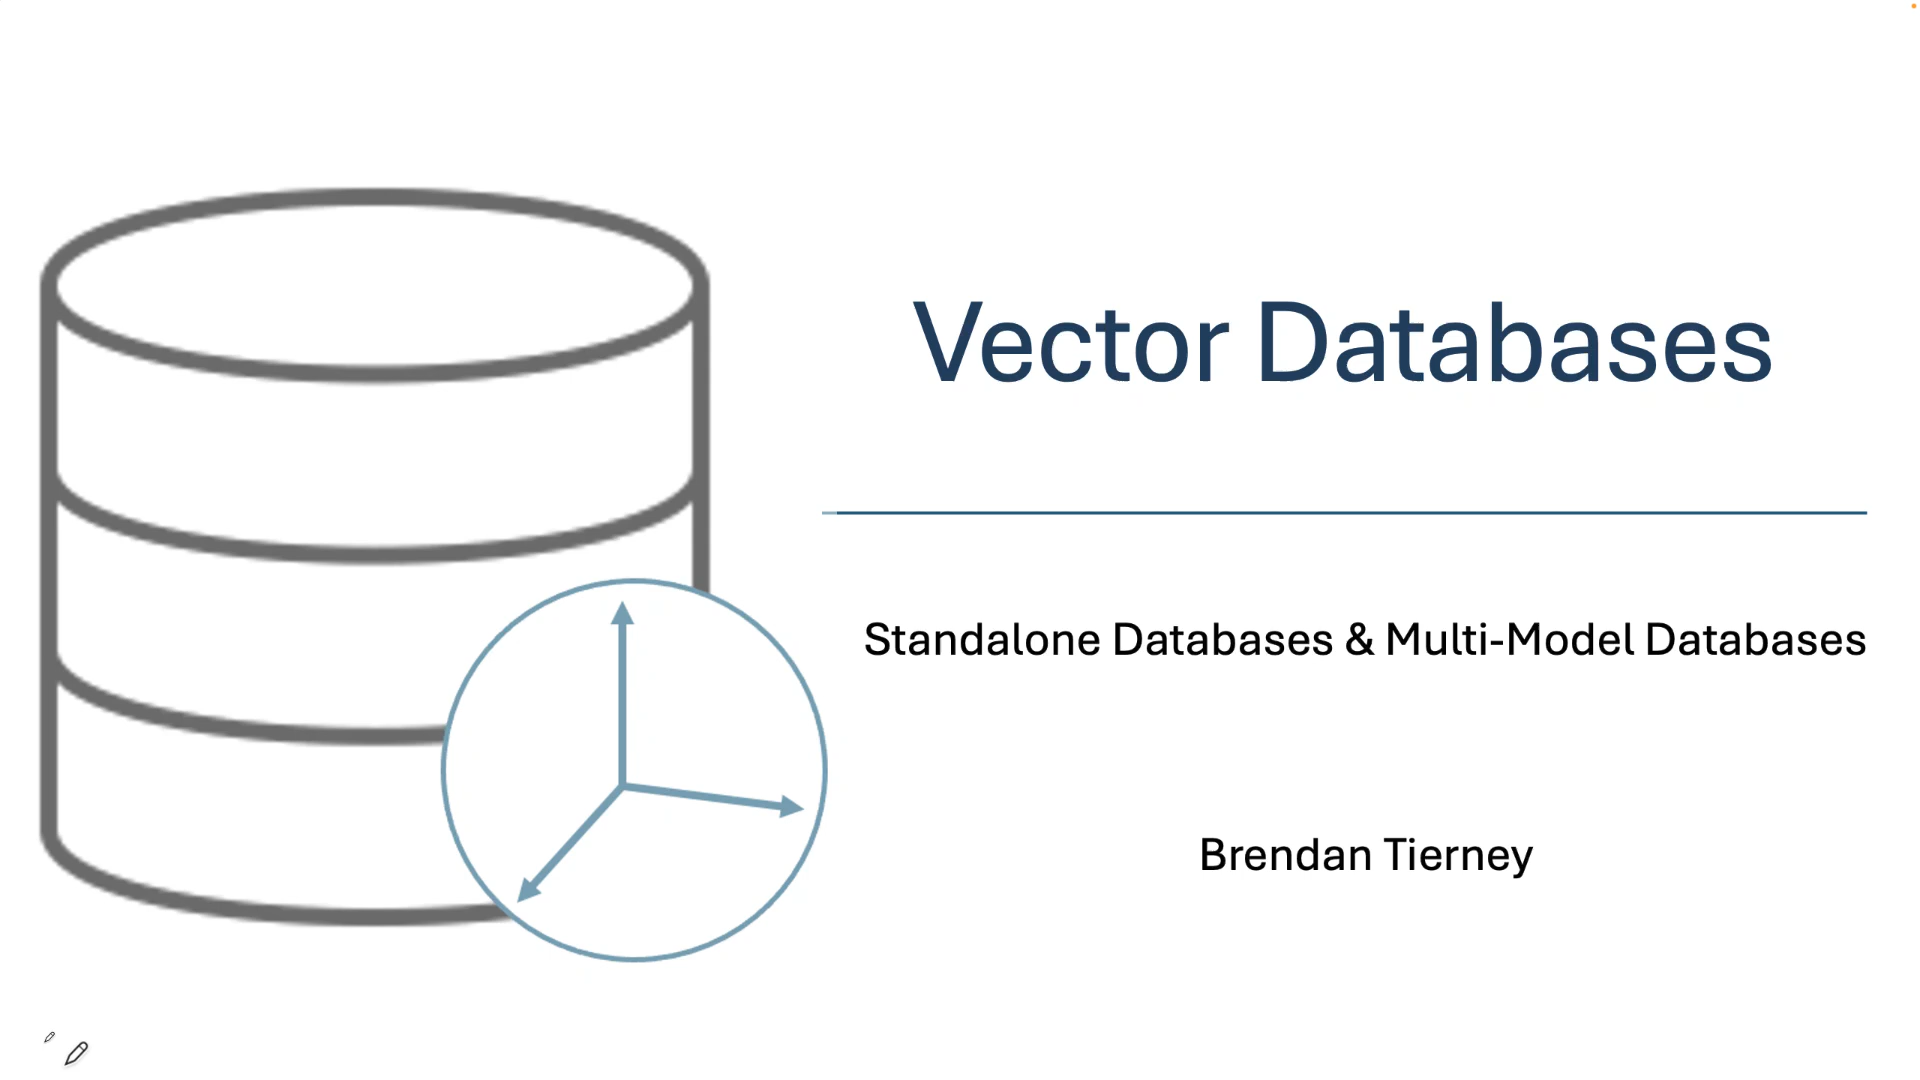 Vector Databases
Standalone Databases & Multi-Model Databases
Brendan Tierney